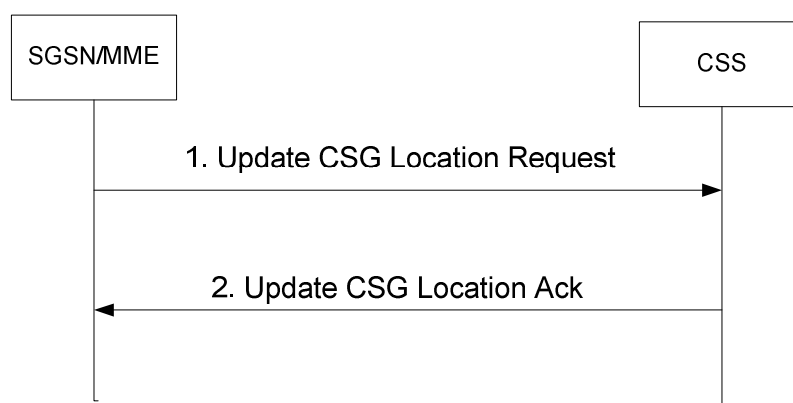 SGSN/MME
CSS
1. Update CSG Location Request
2. Update CSG Location Ack